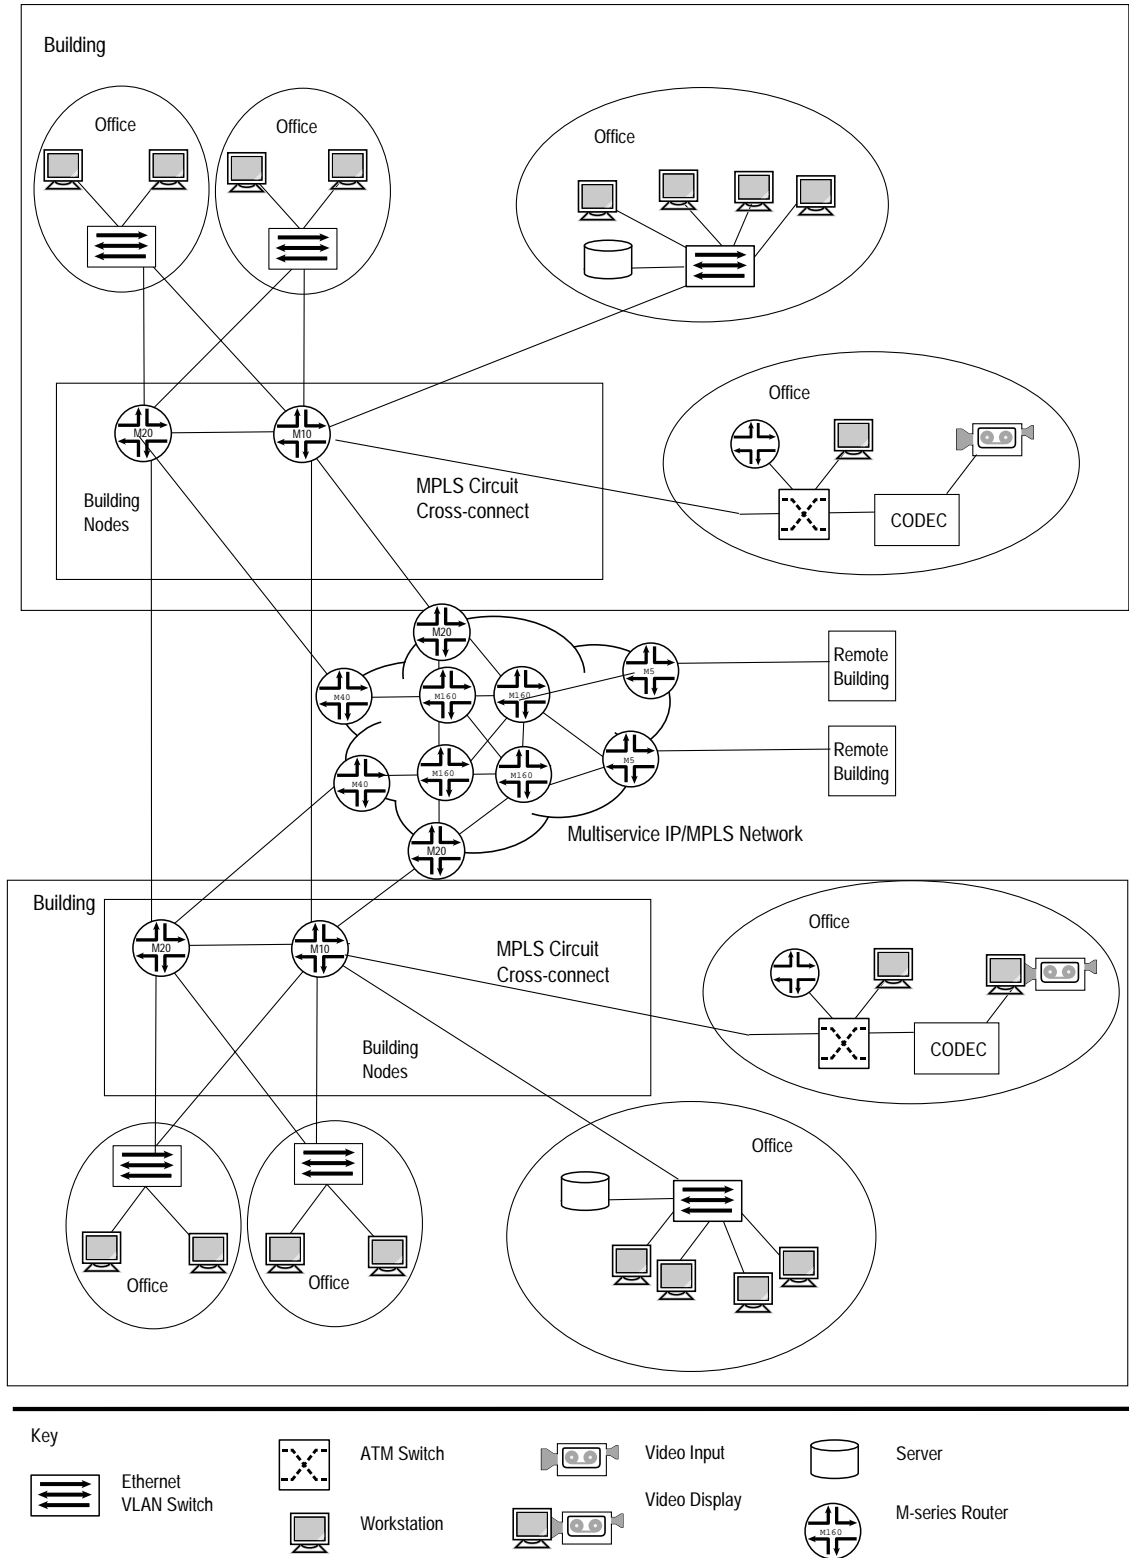 Building
Office
Office
Office
Office
M20
M10
Building
Nodes
MPLS Circuit
Cross-connect
CODEC
M20
M40
M160
M160
M5
Remote
Building
M40
M160
M160
M5
Remote
Building
M20
Multiservice IP/MPLS Network
Building
M20
M10
MPLS Circuit
Cross-connect
Building
Nodes
Office
CODEC
Office
Office
Office
Key
Ethernet
VLAN Switch
ATM Switch
Workstation
Video Input
Video Display
Server
M-series Router
M160